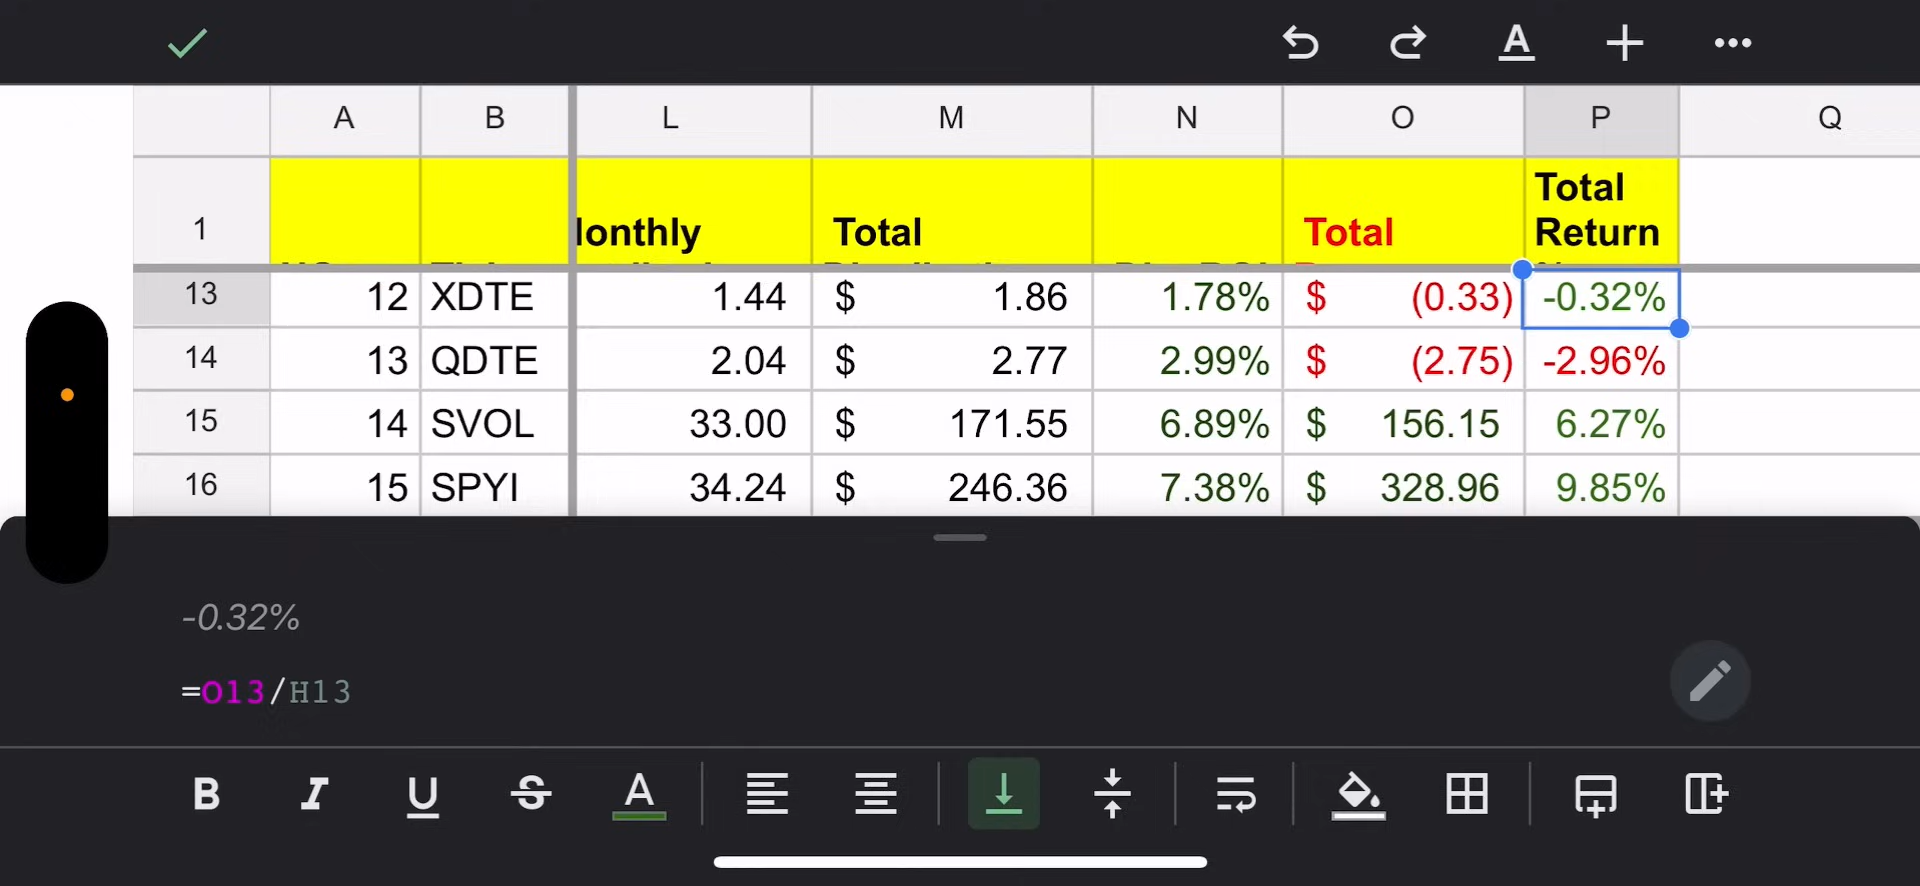 A B L M N O P Q
1 lonthly Total Total Total Return
13 12 XDTE 1.44 $ 1.86 1.78% $ (0.33) -0.32%
14 13 QDTE 2.04 $ 2.77 2.99% $ (2.75) -2.96%
15 14 SVOL 33.00 $ 171.55 6.89% $ 156.15 6.27%
16 15 SPYI 34.24 $ 246.36 7.38% $ 328.96 9.85%
-0.32%
=O13/H13
B I U S A